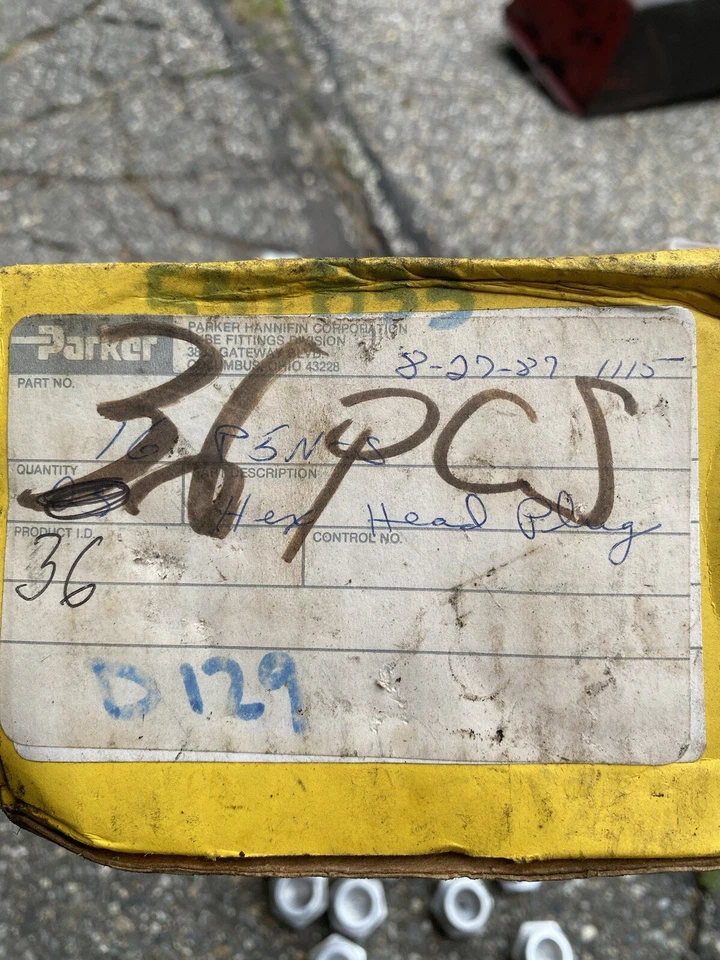 Parker
PARKER HANNIFIN CORPORATION
TUBE FITTINGS DIVISION
GATEWAY BLVD.
COLUMBUS, OHIO 43228
8-27-87 1115
PART NO.
36 PCS
16 P5N-S
QUANTITY
DESCRIPTION
Hex Head Plug
PRODUCT I.D.
CONTROL NO.
36
D129